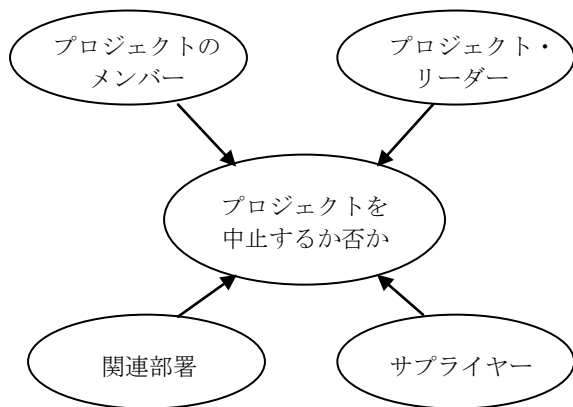 プロジェクトの
メンバー
プロジェクト・
リーダー
プロジェクトを
中止するか否か
関連部署
サプライヤー